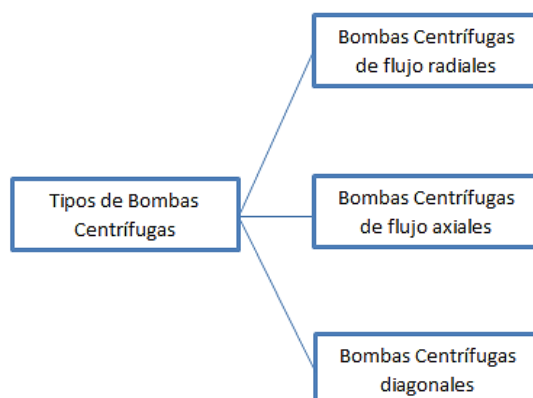 Tipos de Bombas
Centrífugas
Bombas Centrífugas
de flujo radiales
Bombas Centrífugas
de flujo axiales
Bombas Centrífugas
diagonales